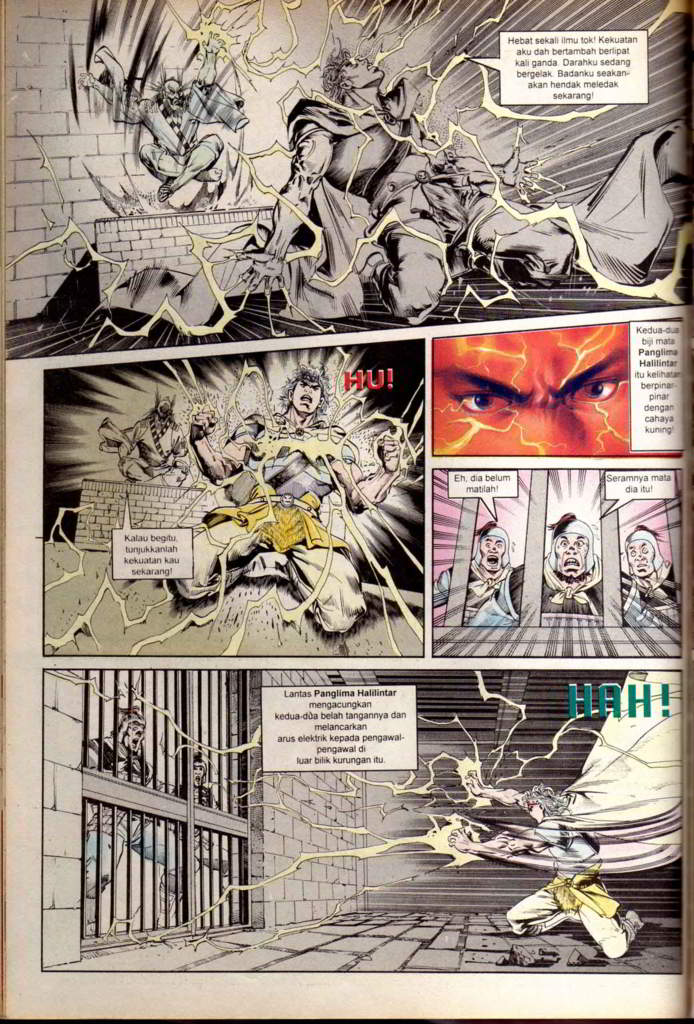 Hebat sekali ilmu tok! Kekuatan
aku dah bertambah berlipat
kali ganda. Darahku sedang
bergelak. Badanku seakan-
akan hendak meledak
sekarang!
HU!
Kalau begitu,
tunjukkanlah
kekuatan kau
sekarang!
Kedua-dua
biji mata
Panglima
Halilintar
itu kelihatan
berpinar-
pinar
dengan
cahaya
kuning!
Eh, dia belum
matilah!
Seramnya mata
dia itu!
Lantas Panglima Halilintar
mengacungkan
kedua-dua belah tangannya dan
melancarkan
arus elektrik kepada pengawal-
pengawal di
luar bilik kurungan itu.
HAH!